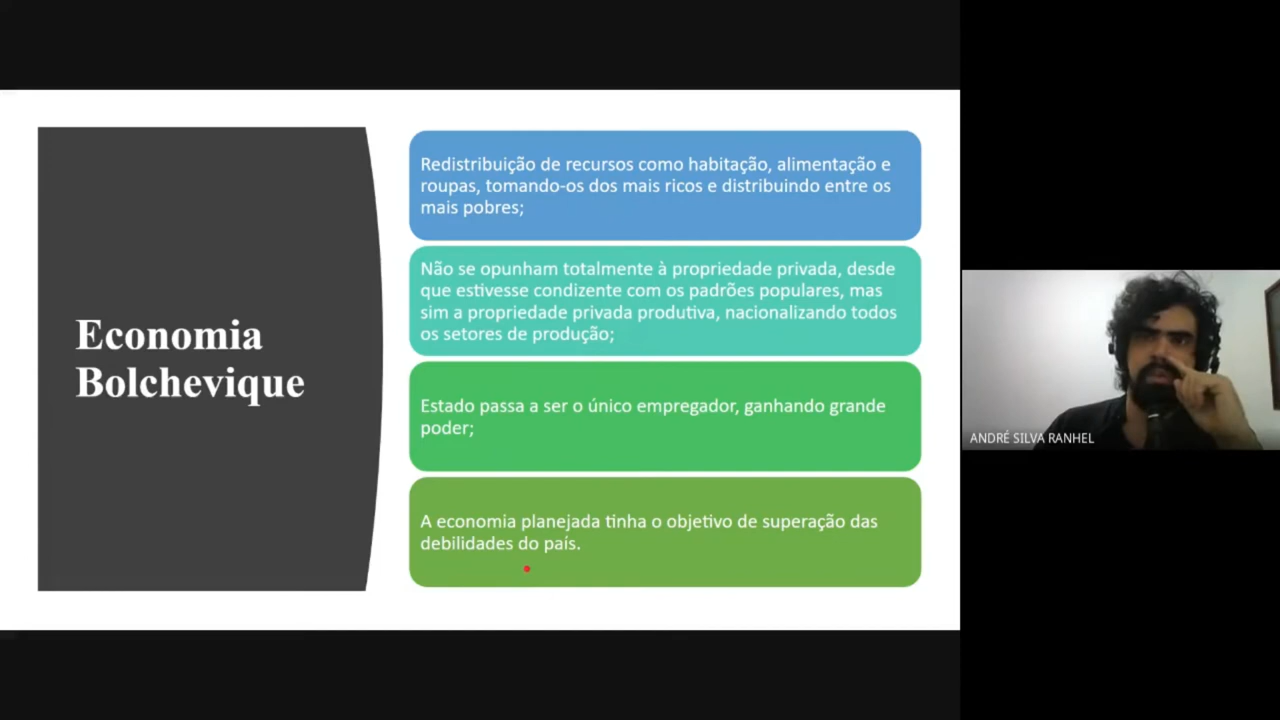 Economia
Bolchevique
Redistribuição de recursos como habitação, alimentação e
roupas, tomando-os dos mais ricos e distribuindo entre os
mais pobres;
Não se opunham totalmente à propriedade privada, desde
que estivesse condizente com os padrões populares, mas
sim a propriedade privada produtiva, nacionalizando todos
os setores de produção;
Estado passa a ser o único empregador, ganhando grande
poder;
A economia planejada tinha o objetivo de superação das
debilidades do país.
ANDRÉ SILVA RANHEL